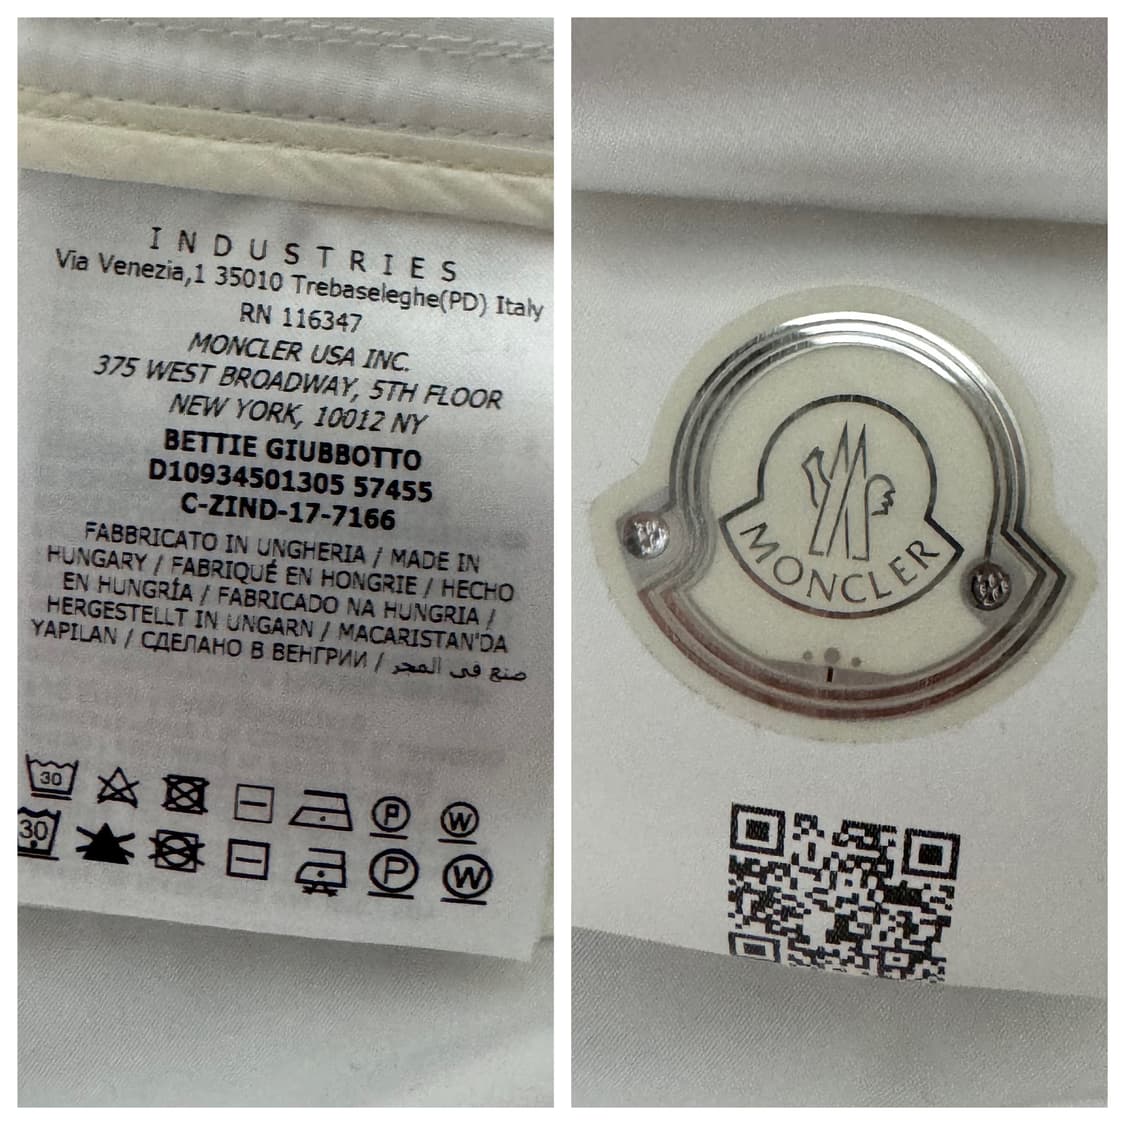 INDUSTRIES
Via Venezia,1 35010 Trebaseleghe(PD) Italy
RN 116347
MONCLER USA INC.
375 WEST BROADWAY, 5TH FLOOR
NEW YORK, 10012 NY
BETTIE GIUBBOTTO
D10934501305 57455
C-ZIND-17-7166
FABBRICATO IN UNGHERIA / MADE IN
HUNGARY / FABRIQUÉ EN HONGRIE / HECHO
EN HUNGRÍA / FABRICADO NA HUNGRIA /
HERGESTELLT IN UNGARN / MACARISTAN'DA
YAPILAN / СДЕЛАНО В ВЕНГРИИ / صنع فى المجر
30 P W
30 P W
MONCLER